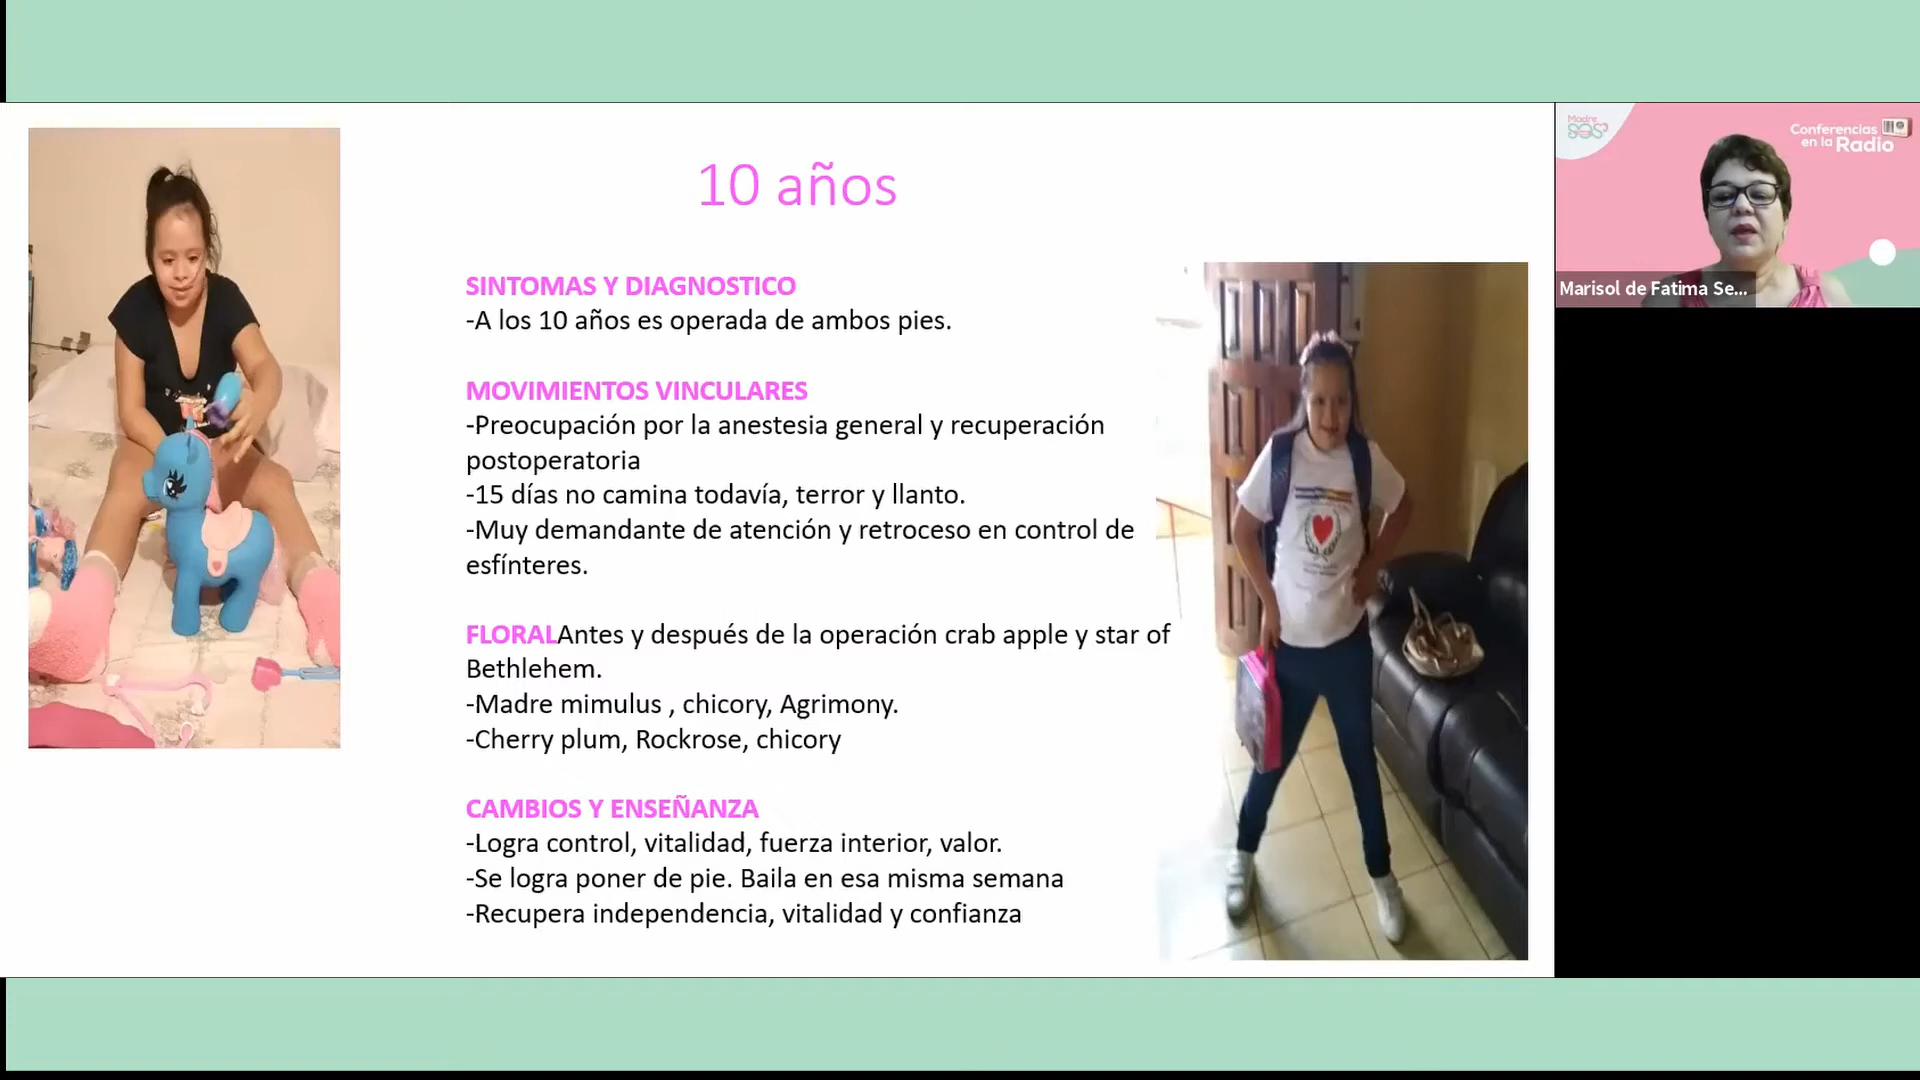 10 años
SINTOMAS Y DIAGNOSTICO
-A los 10 años es operada de ambos pies.
MOVIMIENTOS VINCULARES
-Preocupación por la anestesia general y recuperación
postoperatoria
-15 días no camina todavía, terror y llanto.
-Muy demandante de atención y retroceso en control de
esfínteres.
FLORALAntes y después de la operación crab apple y star of
Bethlehem.
-Madre mimulus , chicory, Agrimony.
-Cherry plum, Rockrose, chicory
CAMBIOS Y ENSEÑANZA
-Logra control, vitalidad, fuerza interior, valor.
-Se logra poner de pie. Baila en esa misma semana
-Recupera independencia, vitalidad y confianza
Madre
SOS
Conferencias
en la Radio
Marisol de Fatima Se...